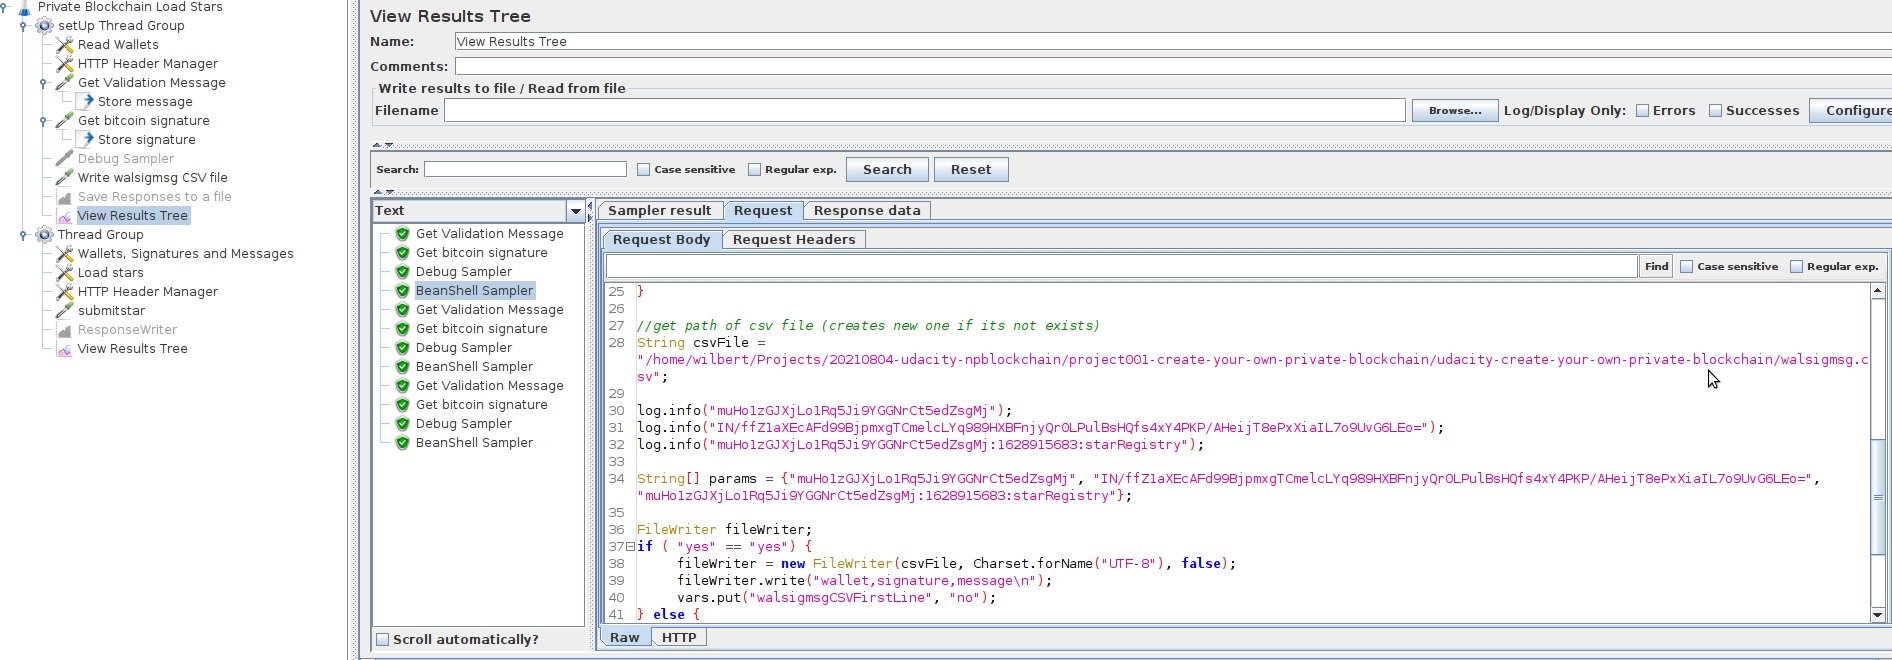 Private Blockchain Load Stars
setUp Thread Group
Read Wallets
HTTP Header Manager
Get Validation Message
Store message
Get bitcoin signature
Store signature
Debug Sampler
Write walsigmsg CSV file
Save Responses to a file
View Results Tree
Thread Group
Wallets, Signatures and Messages
Load stars
HTTP Header Manager
submitstar
ResponseWriter
View Results Tree
View Results Tree
Name: View Results Tree
Comments:
Write results to file / Read from file
Filename Browse... Log/Display Only: Errors Successes Configure
Search: Case sensitive Regular exp. Search Reset
Text
Get Validation Message
Get bitcoin signature
Debug Sampler
BeanShell Sampler
Get Validation Message
Get bitcoin signature
Debug Sampler
BeanShell Sampler
Get Validation Message
Get bitcoin signature
Debug Sampler
BeanShell Sampler
Scroll automatically?
Sampler result Request Response data
Request Body Request Headers
Find Case sensitive Regular exp.
25 }
26
27 //get path of csv file (creates new one if its not exists)
28 String csvFile =
"/home/wilbert/Projects/20210804-udacity-npblockchain/project001-create-your-own-private-blockchain/udacity-create-your-own-private-blockchain/walsigmsg.c
sv";
29
30 log.info("muHo1zGJXjLo1Rq5Ji9YGGNrCt5edZsgMj");
31 log.info("IN/ffZ1aXEcAFd99BjpmxgTCmelcLYq989HXBFnjyQr0LPulBsHQfs4xY4PKP/AHeijT8ePxXiaIL7o9UvG6LEo=");
32 log.info("muHo1zGJXjLo1Rq5Ji9YGGNrCt5edZsgMj:1628915683:starRegistry");
33
34 String[] params = {"muHo1zGJXjLo1Rq5Ji9YGGNrCt5edZsgMj", "IN/ffZ1aXEcAFd99BjpmxgTCmelcLYq989HXBFnjyQr0LPulBsHQfs4xY4PKP/AHeijT8ePxXiaIL7o9UvG6LEo=",
"muHo1zGJXjLo1Rq5Ji9YGGNrCt5edZsgMj:1628915683:starRegistry"};
35
36 FileWriter fileWriter;
37 if ( "yes" == "yes") {
38 fileWriter = new FileWriter(csvFile, Charset.forName("UTF-8"), false);
39 fileWriter.write("wallet,signature,message\n");
40 vars.put("walsigmsgCSVFirstLine", "no");
41 } else {
Raw HTTP